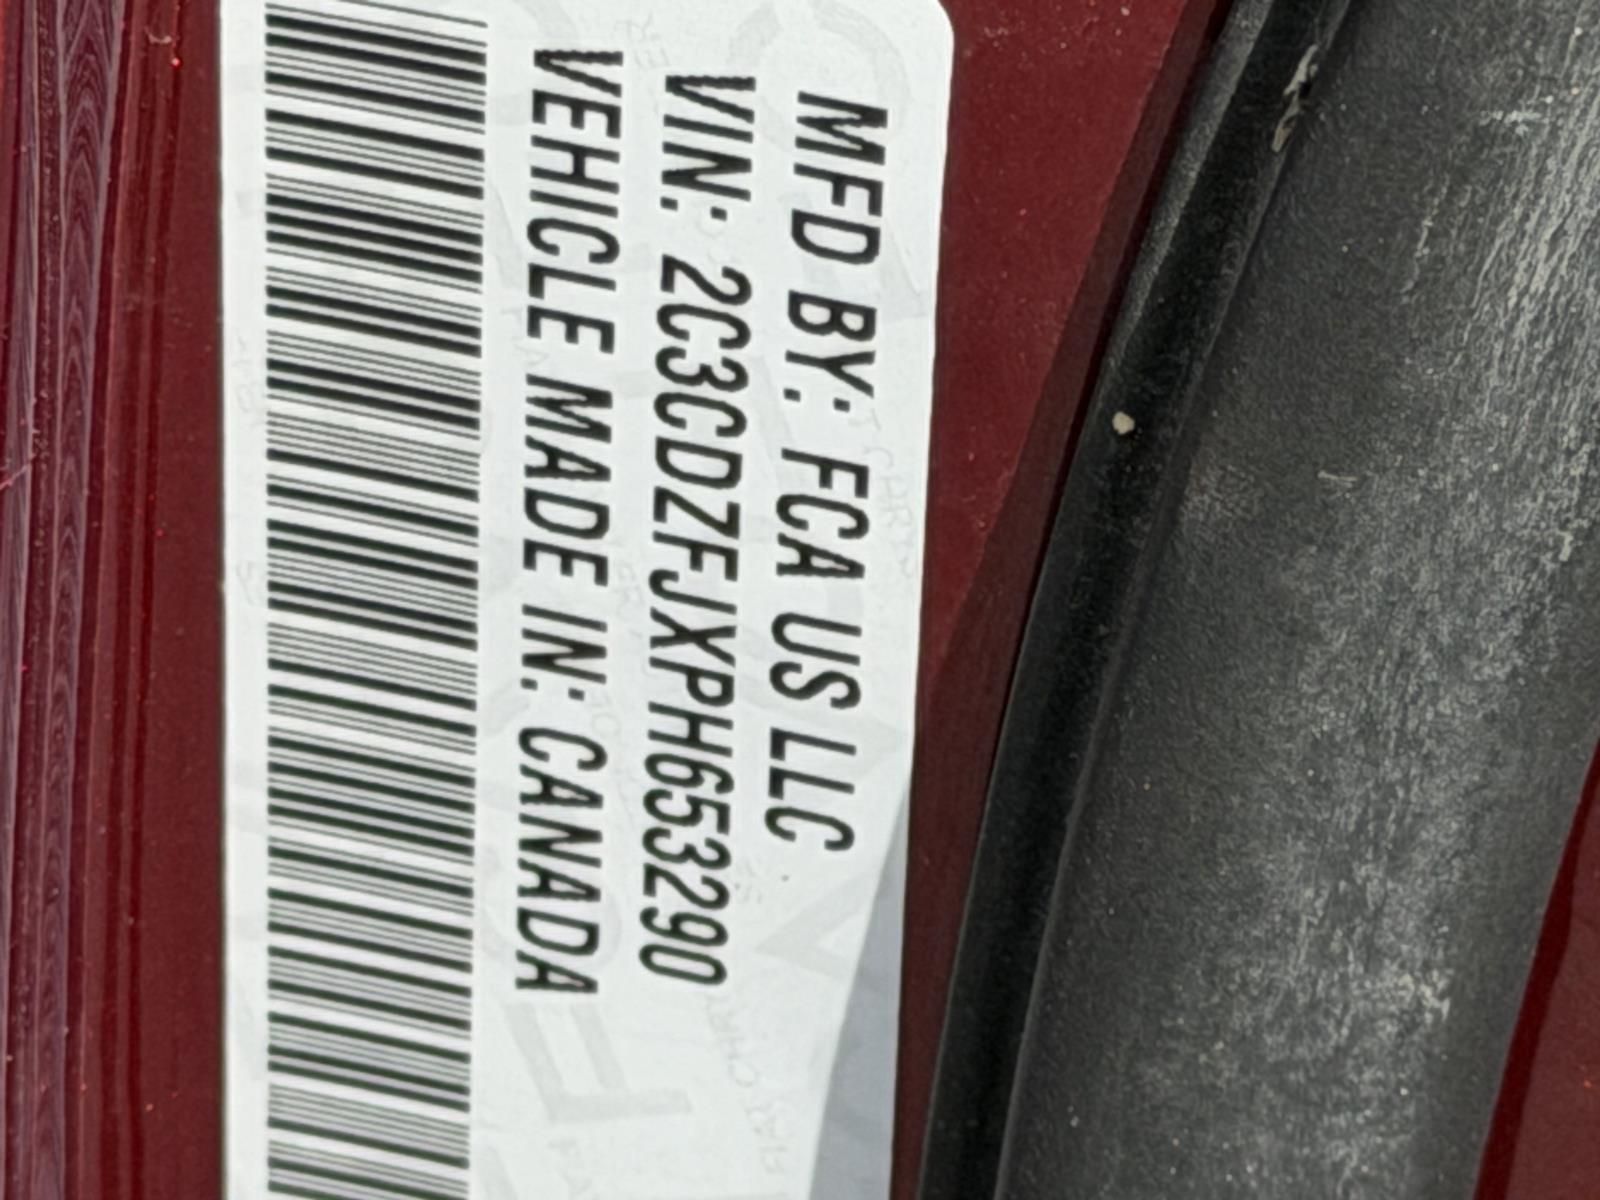 MFD BY: FCA US LLC
VIN: 2C3CDZFJXPH653290
VEHICLE MADE IN: CANADA